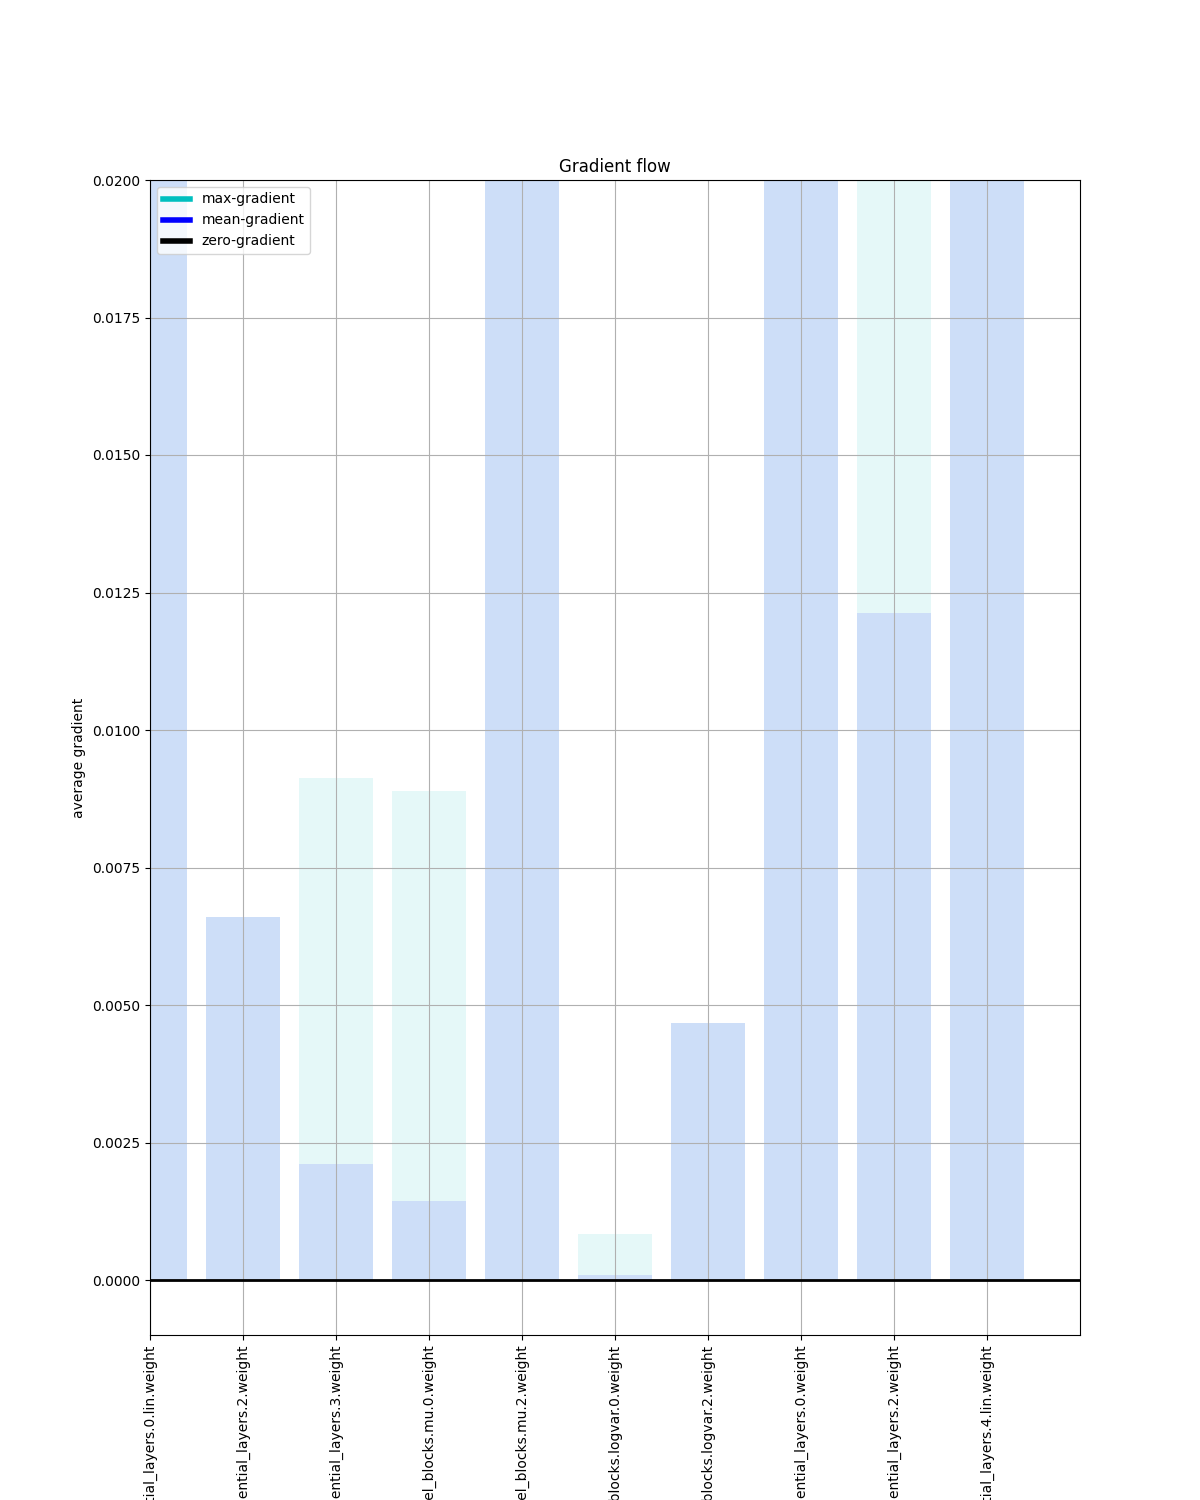 Gradient flow
max-gradient
mean-gradient
zero-gradient
0.0200
0.0175
0.0150
0.0125
0.0100
0.0075
0.0050
0.0025
0.0000
average gradient
tial_layers.0.lin.weight
ential_layers.2.weight
ential_layers.3.weight
el_blocks.mu.0.weight
el_blocks.mu.2.weight
blocks.logvar.0.weight
blocks.logvar.2.weight
ential_layers.0.weight
ential_layers.2.weight
tial_layers.4.lin.weight